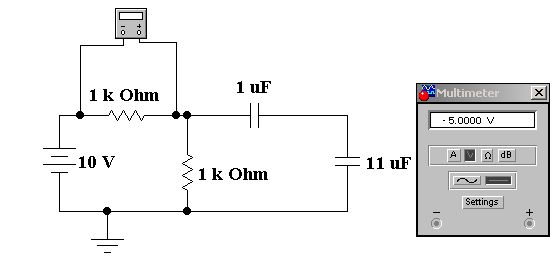 - +
1 k Ohm
1 uF
10 V
1 k Ohm
11 uF
Multimeter
- 5.0000 V
A V Ω dB
Settings
- +